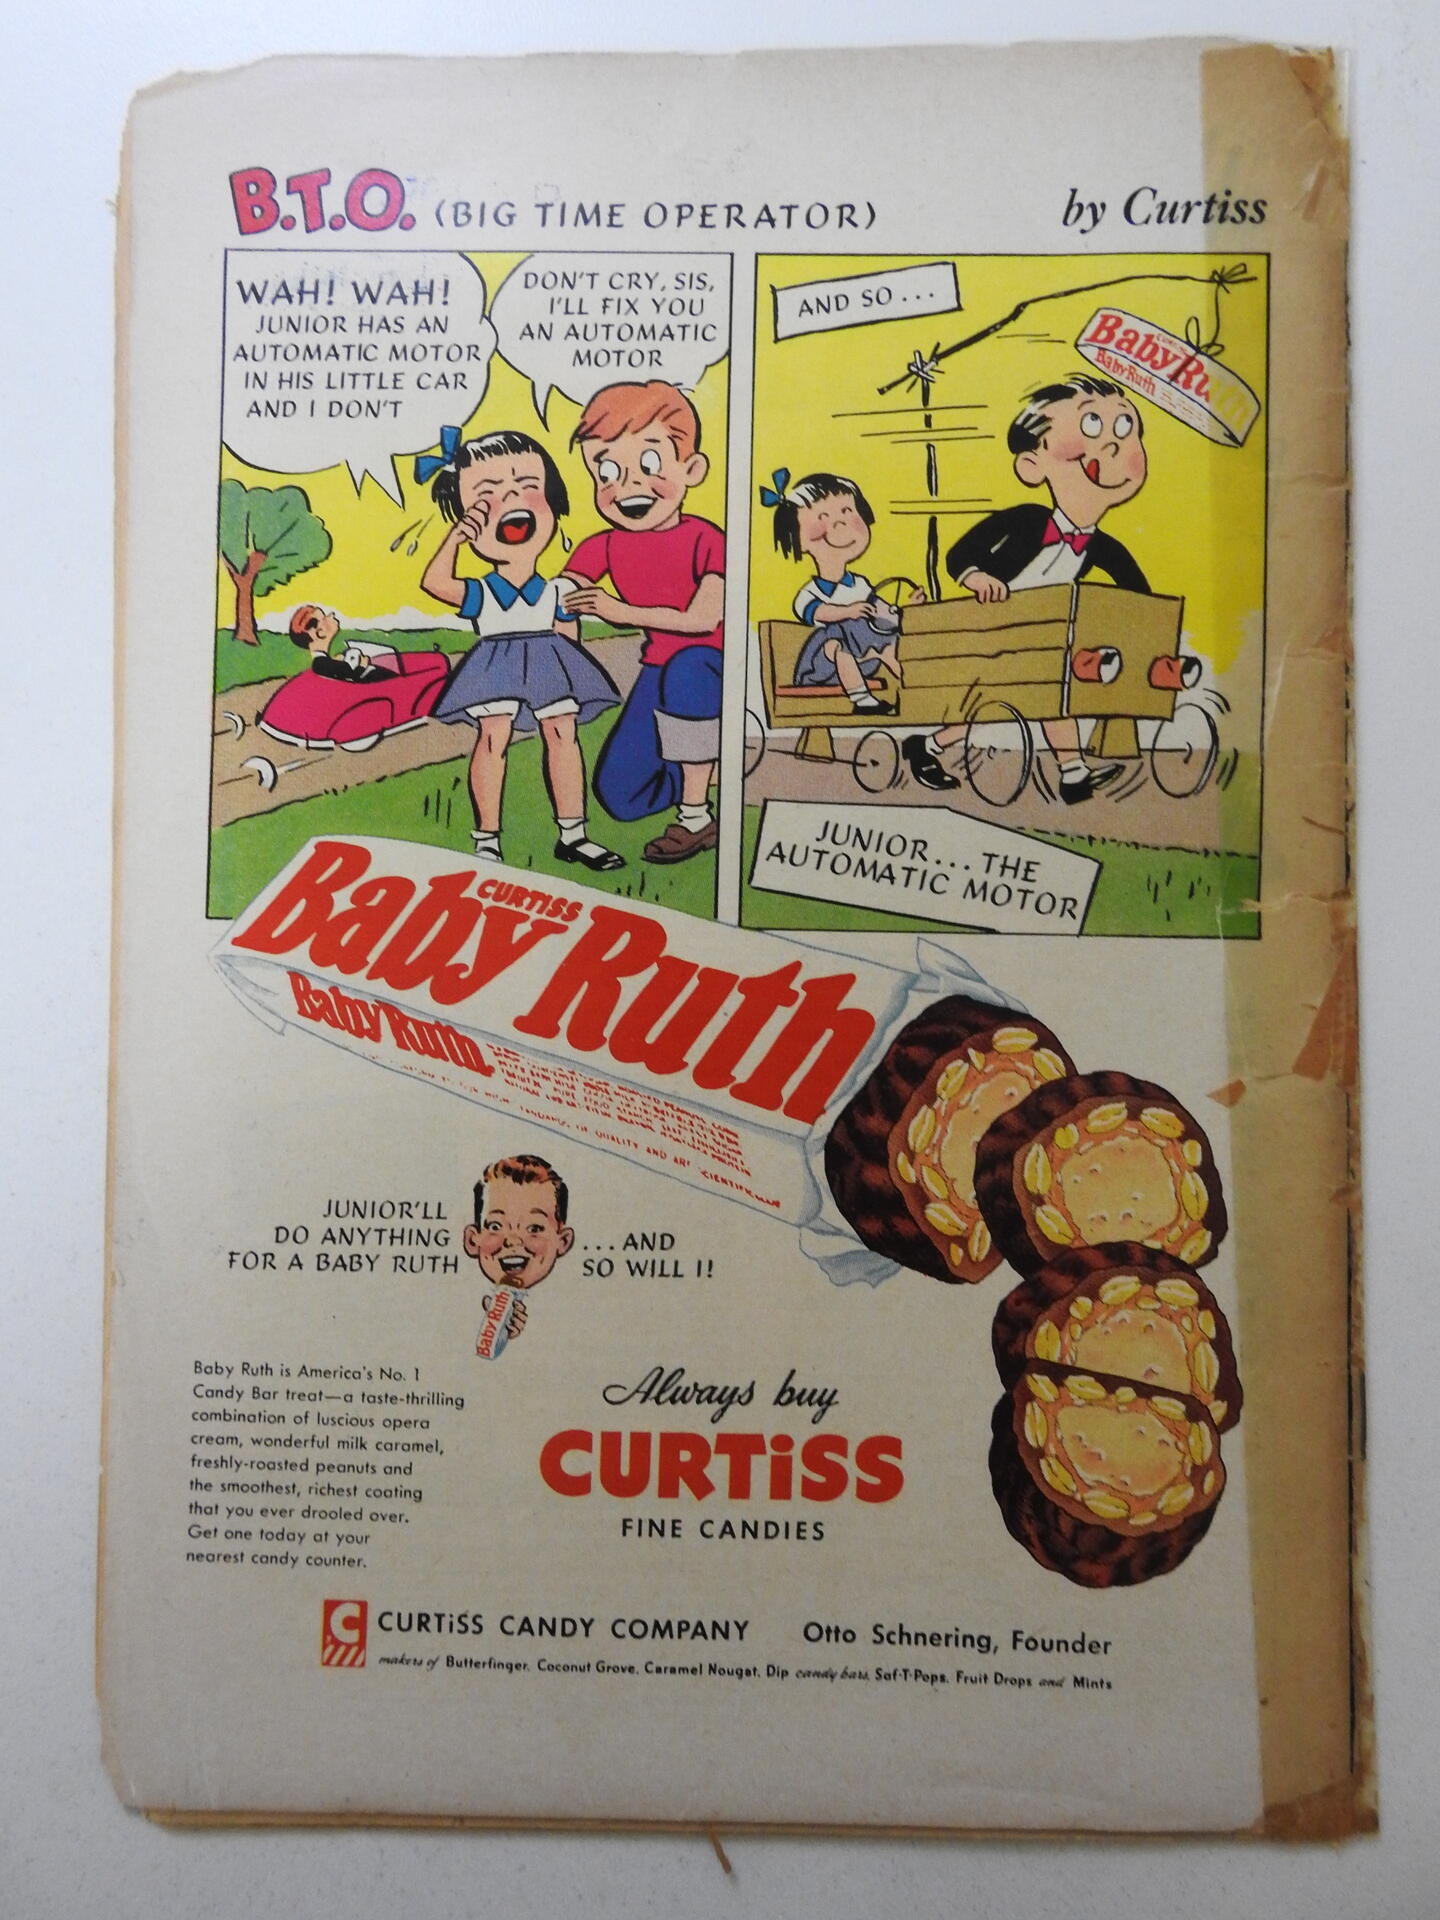 B.T.O. (BIG TIME OPERATOR)
by Curtiss
WAH! WAH!
JUNIOR HAS AN
AUTOMATIC MOTOR
IN HIS LITTLE CAR
AND I DON'T
DON'T CRY, SIS,
I'LL FIX YOU
AN AUTOMATIC
MOTOR
AND SO...
Baby Ruth
Baby Ruth
JUNIOR... THE
AUTOMATIC MOTOR
CURTISS
Baby Ruth
Baby Ruth
OF QUALITY AND
JUNIOR'LL
DO ANYTHING
FOR A BABY RUTH
...AND
SO WILL I!
Baby Ruth
Baby Ruth is America's No. 1
Candy Bar treat—a taste-thrilling
combination of luscious opera
cream, wonderful milk caramel,
freshly-roasted peanuts and
the smoothest, richest coating
that you ever drooled over.
Get one today at your
nearest candy counter.
Always buy
CURTiSS
FINE CANDIES
C CURTiSS CANDY COMPANY Otto Schnering, Founder
makers of Butterfinger, Coconut Grove, Caramel Nougat, Dip candy bars, Saf-T-Pops, Fruit Drops and Mints